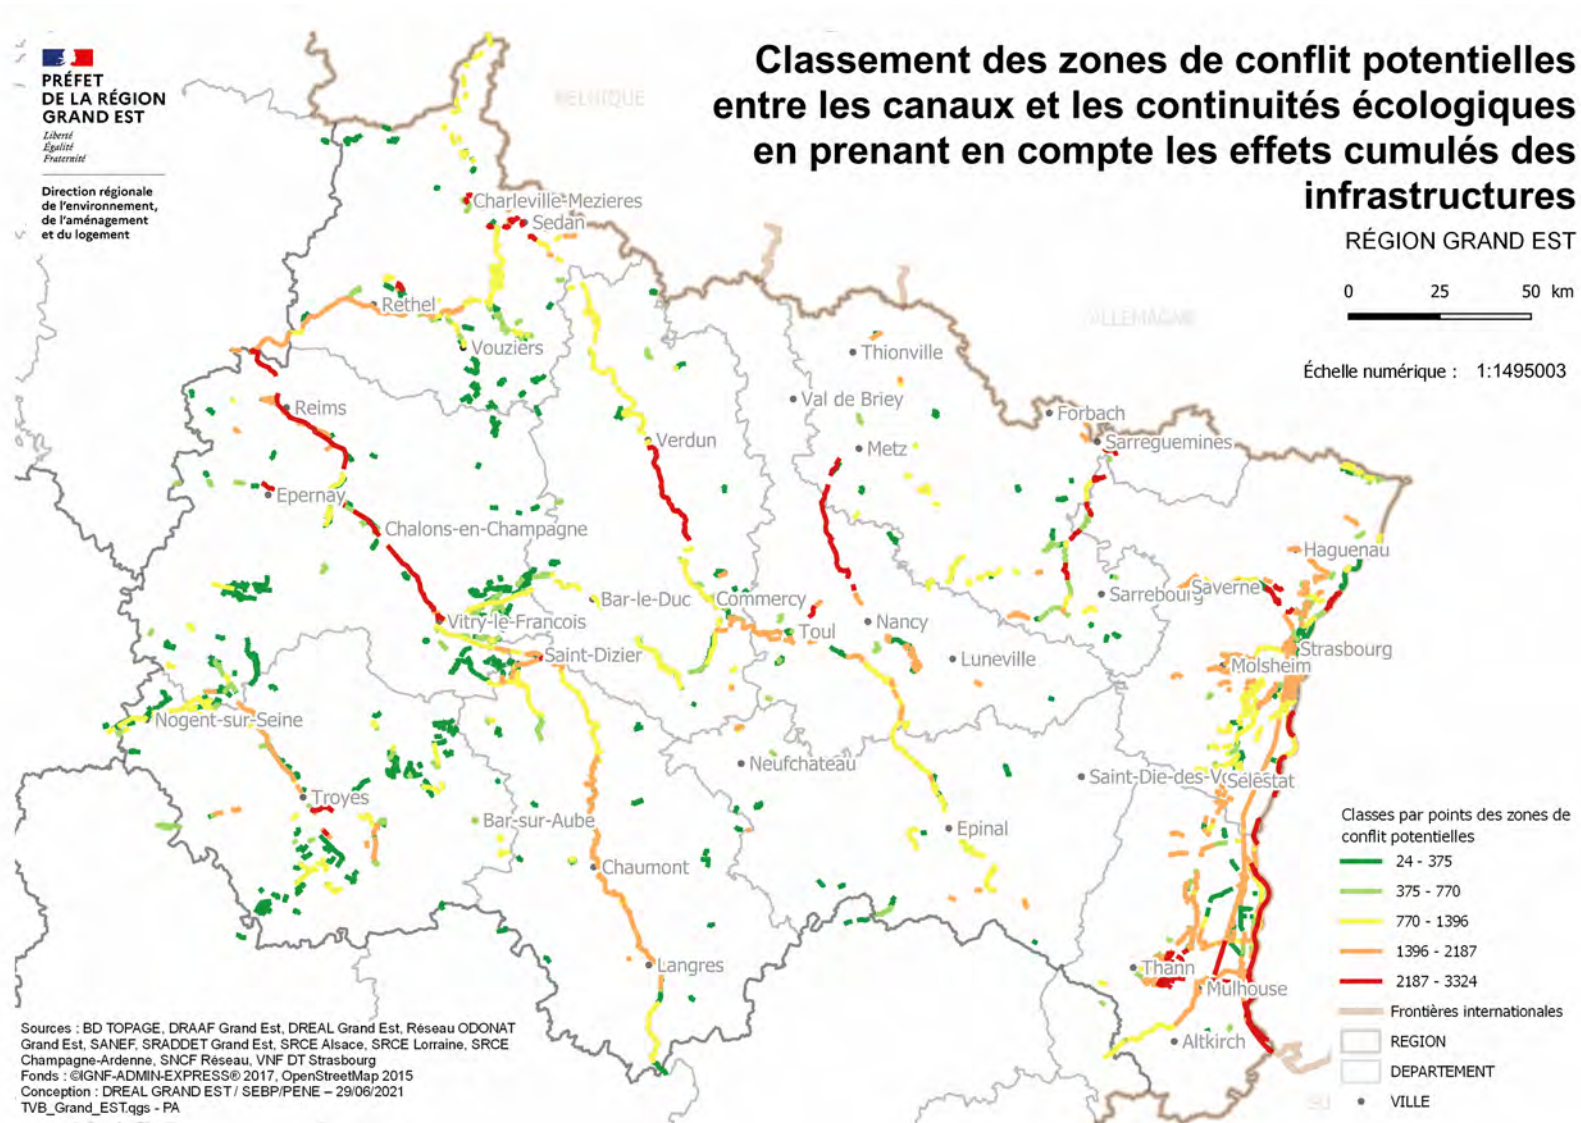 PRÉFET
DE LA RÉGION
GRAND EST
Liberté
Égalité
Fraternité
Direction régionale
de l'environnement,
de l'aménagement
et du logement
Classement des zones de conflit potentielles
entre les canaux et les continuités écologiques
en prenant en compte les effets cumulés des
infrastructures
RÉGION GRAND EST
0 25 50 km
Échelle numérique : 1:1495003
BELGIQUE
ALLEMAGNE
Charleville-Mezieres
Sedan
Rethel
Vouziers
Thionville
Val de Briey
Reims
Forbach
Verdun
Metz
Sarreguemines
Epernay
Chalons-en-Champagne
Haguenau
Bar-le-Duc
Commercy
Sarrebourg
Saverne
Vitry-le-Francois
Toul
Nancy
Saint-Dizier
Luneville
Strasbourg
Molsheim
Nogent-sur-Seine
Neufchateau
Saint-Die-des-Vo
Sélestat
Troyes
Bar-sur-Aube
Epinal
Chaumont
Langres
Thann
Mulhouse
Altkirch
Classes par points des zones de
conflit potentielles
24 - 375
375 - 770
770 - 1396
1396 - 2187
2187 - 3324
Frontières internationales
REGION
DEPARTEMENT
VILLE
Sources : BD TOPAGE, DRAAF Grand Est, DREAL Grand Est, Réseau ODONAT
Grand Est, SANEF, SRADDET Grand Est, SRCE Alsace, SRCE Lorraine, SRCE
Champagne-Ardenne, SNCF Réseau, VNF DT Strasbourg
Fonds : ©IGNF-ADMIN-EXPRESS® 2017, OpenStreetMap 2015
Conception : DREAL GRAND EST / SEBP/PENE – 29/06/2021
TVB_Grand_EST.qgs - PA